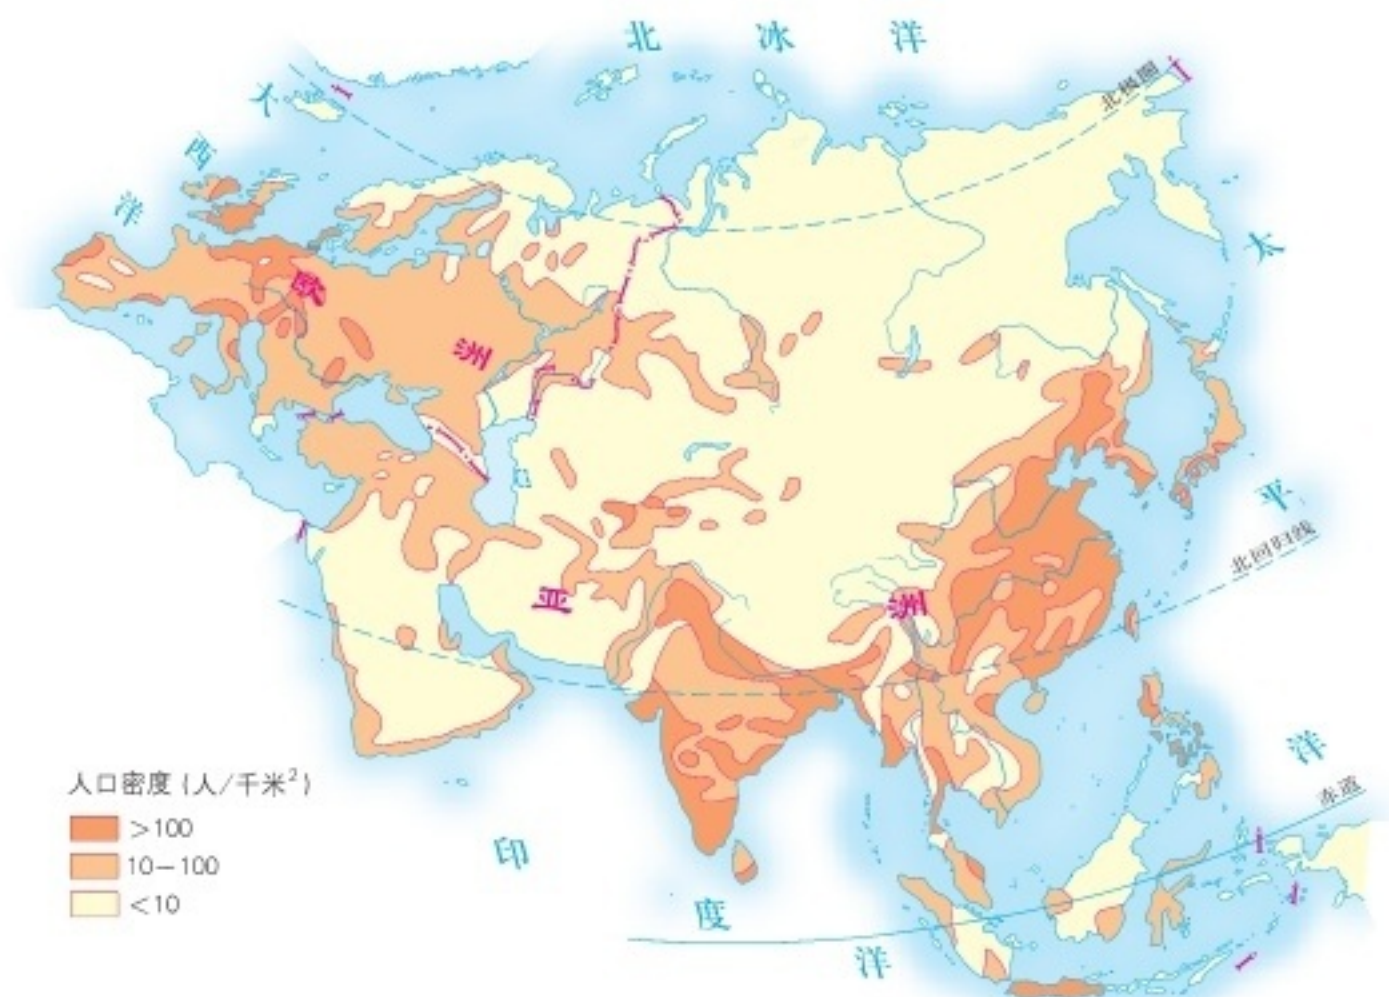 北冰洋
大西洋
北极圈
太平洋
欧洲
北回归线
亚洲
赤道
印度洋
人口密度 (人/千米²)
>100
10-100
<10